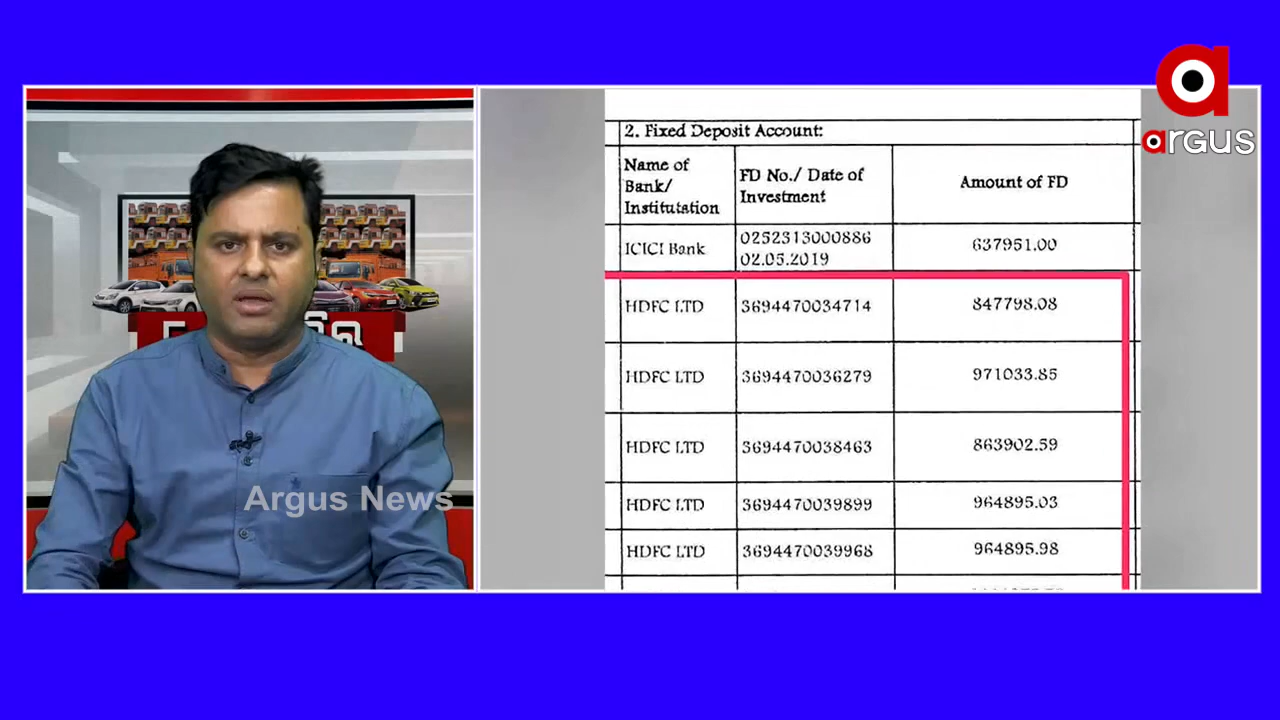 argus
2. Fixed Deposit Account:
Name of Bank/ Institutation | FD No./ Date of Investment | Amount of FD
ICICI Bank | 0252313000886 02.05.2019 | 637951.00
HDFC LTD | 3694470034714 | 847798.08
HDFC LTD | 3694470036279 | 971033.85
HDFC LTD | 3694470038463 | 863902.59
HDFC LTD | 3694470039899 | 964895.03
HDFC LTD | 3694470039968 | 964895.98
Argus News